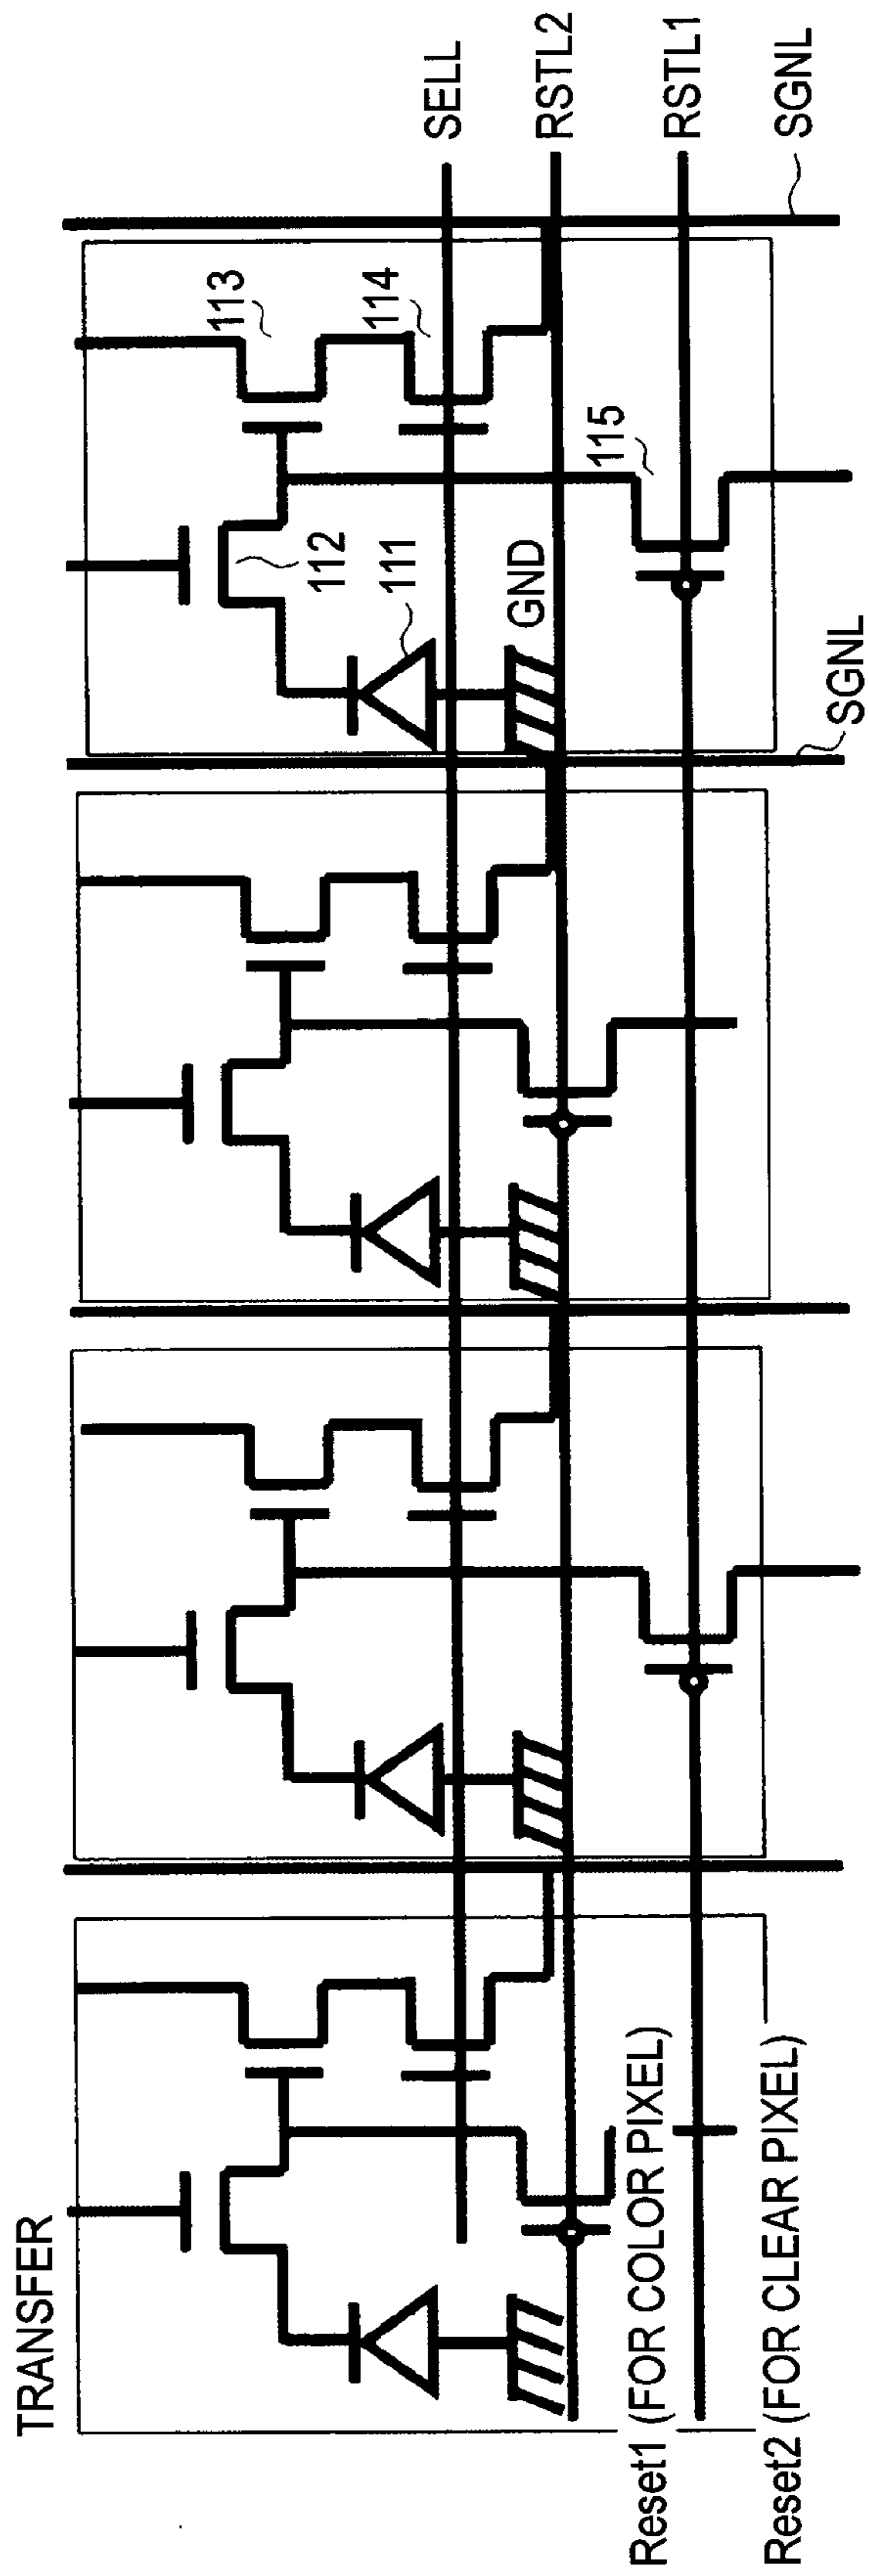 TRANSFER
SELL
RSTL2
RSTL1
SGNL
SGNL
113
114
115
112
111
GND
Reset1 (FOR COLOR PIXEL)
Reset2 (FOR CLEAR PIXEL)